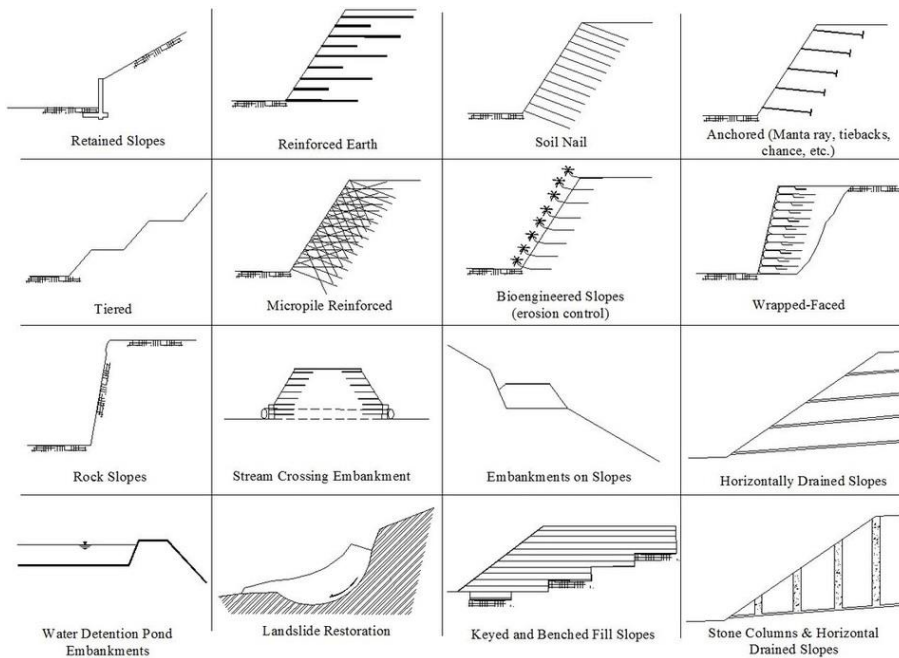 Retained Slopes
Reinforced Earth
Soil Nail
Anchored (Manta ray, tiebacks,
chance, etc.)
Tiered
Micropile Reinforced
Bioengineered Slopes
(erosion control)
Wrapped-Faced
Rock Slopes
Stream Crossing Embankment
Embankments on Slopes
Horizontally Drained Slopes
Water Detention Pond
Embankments
Landslide Restoration
Keyed and Benched Fill Slopes
Stone Columns & Horizontal
Drained Slopes